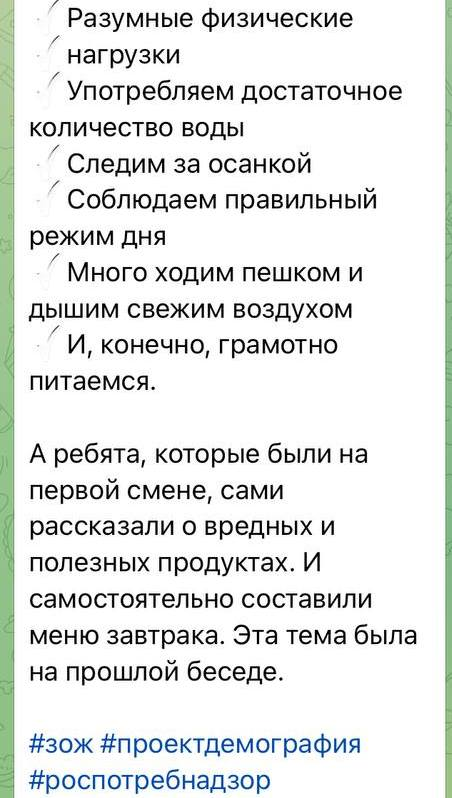 Разумные физические
нагрузки
Употребляем достаточное
количество воды
Следим за осанкой
Соблюдаем правильный
режим дня
Много ходим пешком и
дышим свежим воздухом
И, конечно, грамотно
питаемся.
А ребята, которые были на
первой смене, сами
рассказали о вредных и
полезных продуктах. И
самостоятельно составили
меню завтрака. Эта тема была
на прошлой беседе.
#зож #проектдемография
#роспотребнадзор